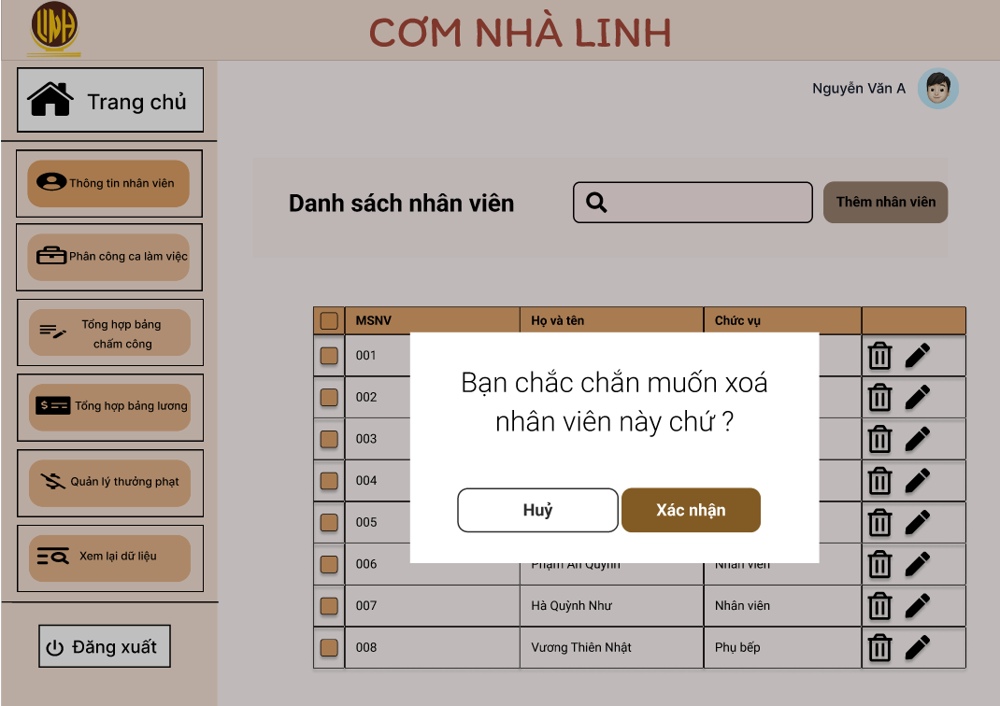 LINH
CƠM NHÀ LINH
Nguyễn Văn A
Trang chủ
Thông tin nhân viên
Phân công ca làm việc
Tổng hợp bảng
chấm công
$
Tổng hợp bảng lương
Quản lý thưởng phạt
Xem lại dữ liệu
Đăng xuất
Danh sách nhân viên
Thêm nhân viên
MSNV Họ và tên Chức vụ
001
002
003
004
005
Bạn chắc chắn muốn xoá
nhân viên này chứ ?
Huỷ Xác nhận
006 Phạm An Quỳnh Nhân viên
007 Hà Quỳnh Như Nhân viên
008 Vương Thiên Nhật Phụ bếp